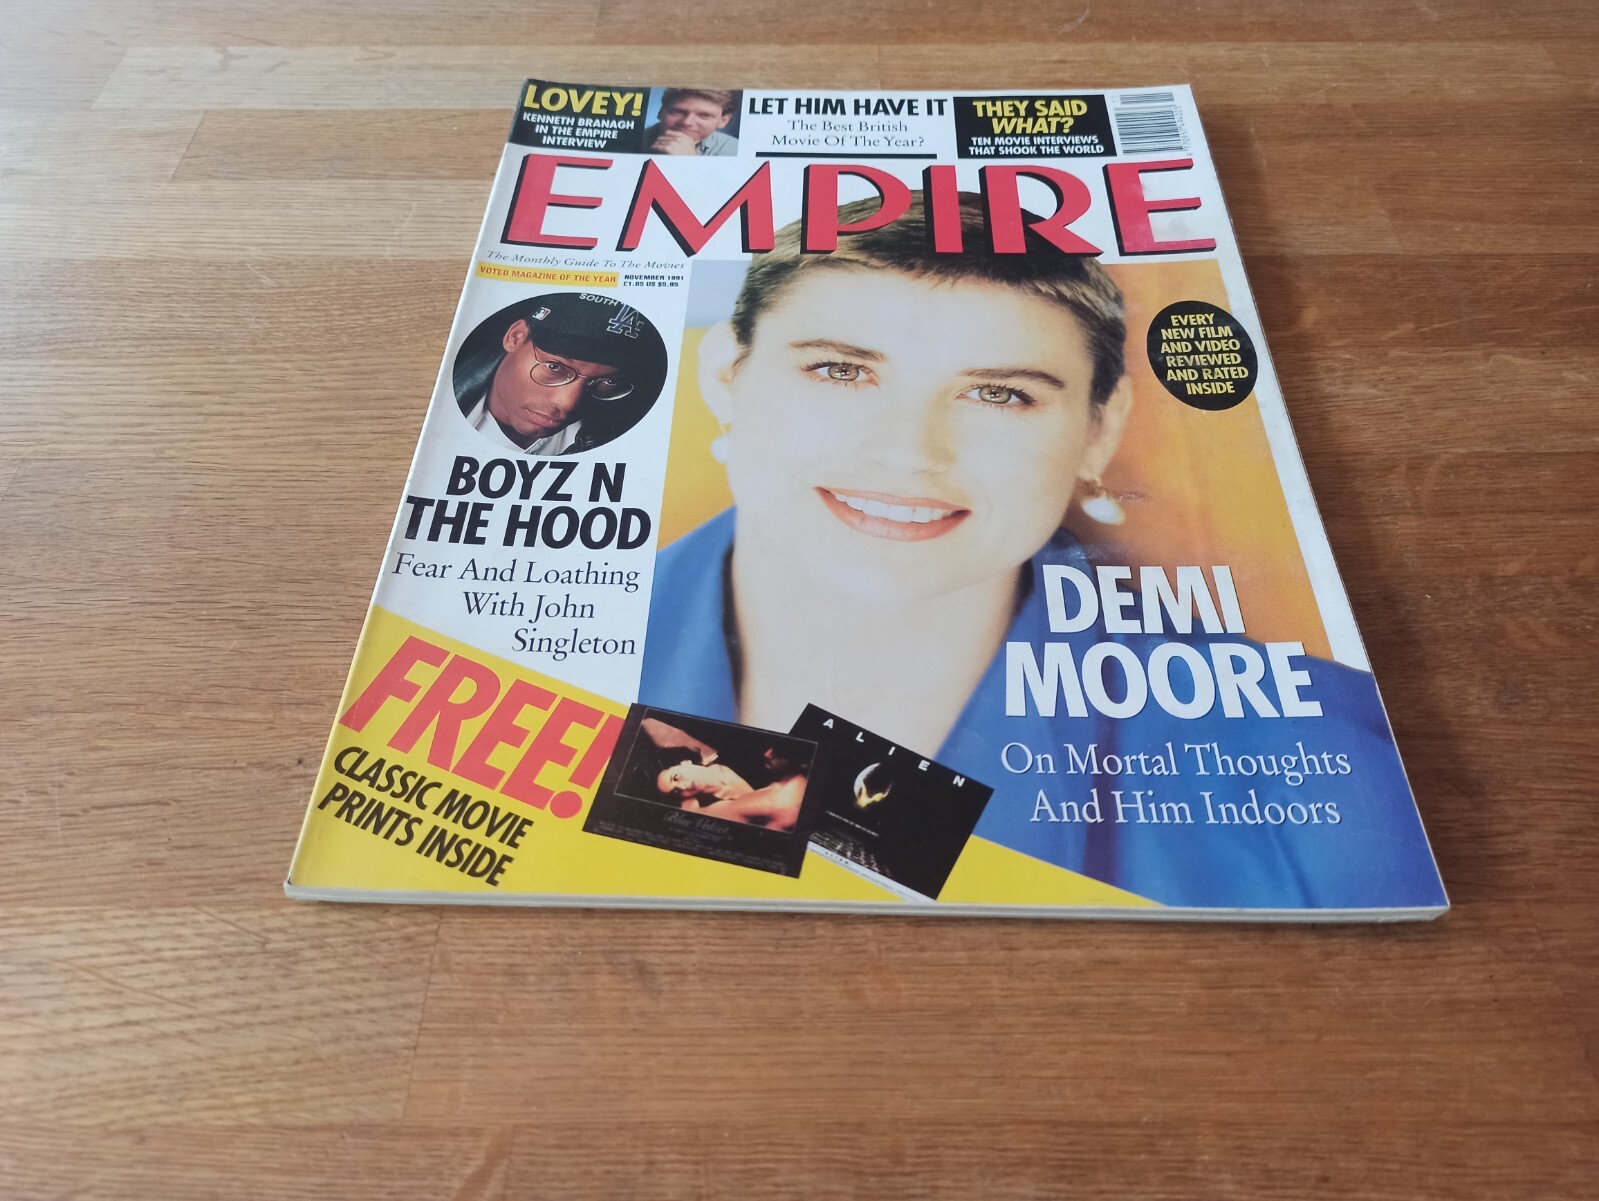 LOVEY!
KENNETH BRANAGH
IN THE EMPIRE
INTERVIEW
LET HIM HAVE IT
The Best British
Movie Of The Year?
THEY SAID
WHAT?
TEN MOVIE INTERVIEWS
THAT SHOOK THE WORLD
EMPIRE
The Monthly Guide To The Movies
VOTED MAGAZINE OF THE YEAR
NOVEMBER 1991
£1.85 US $5.85
SOUTH
LA
BOYZ N
THE HOOD
Fear And Loathing
With John
Singleton
EVERY
NEW FILM
AND VIDEO
REVIEWED
AND RATED
INSIDE
DEMI
MOORE
On Mortal Thoughts
And Him Indoors
FREE!
CLASSIC MOVIE
PRINTS INSIDE
Blue Velvet
ALIEN
ALIEN